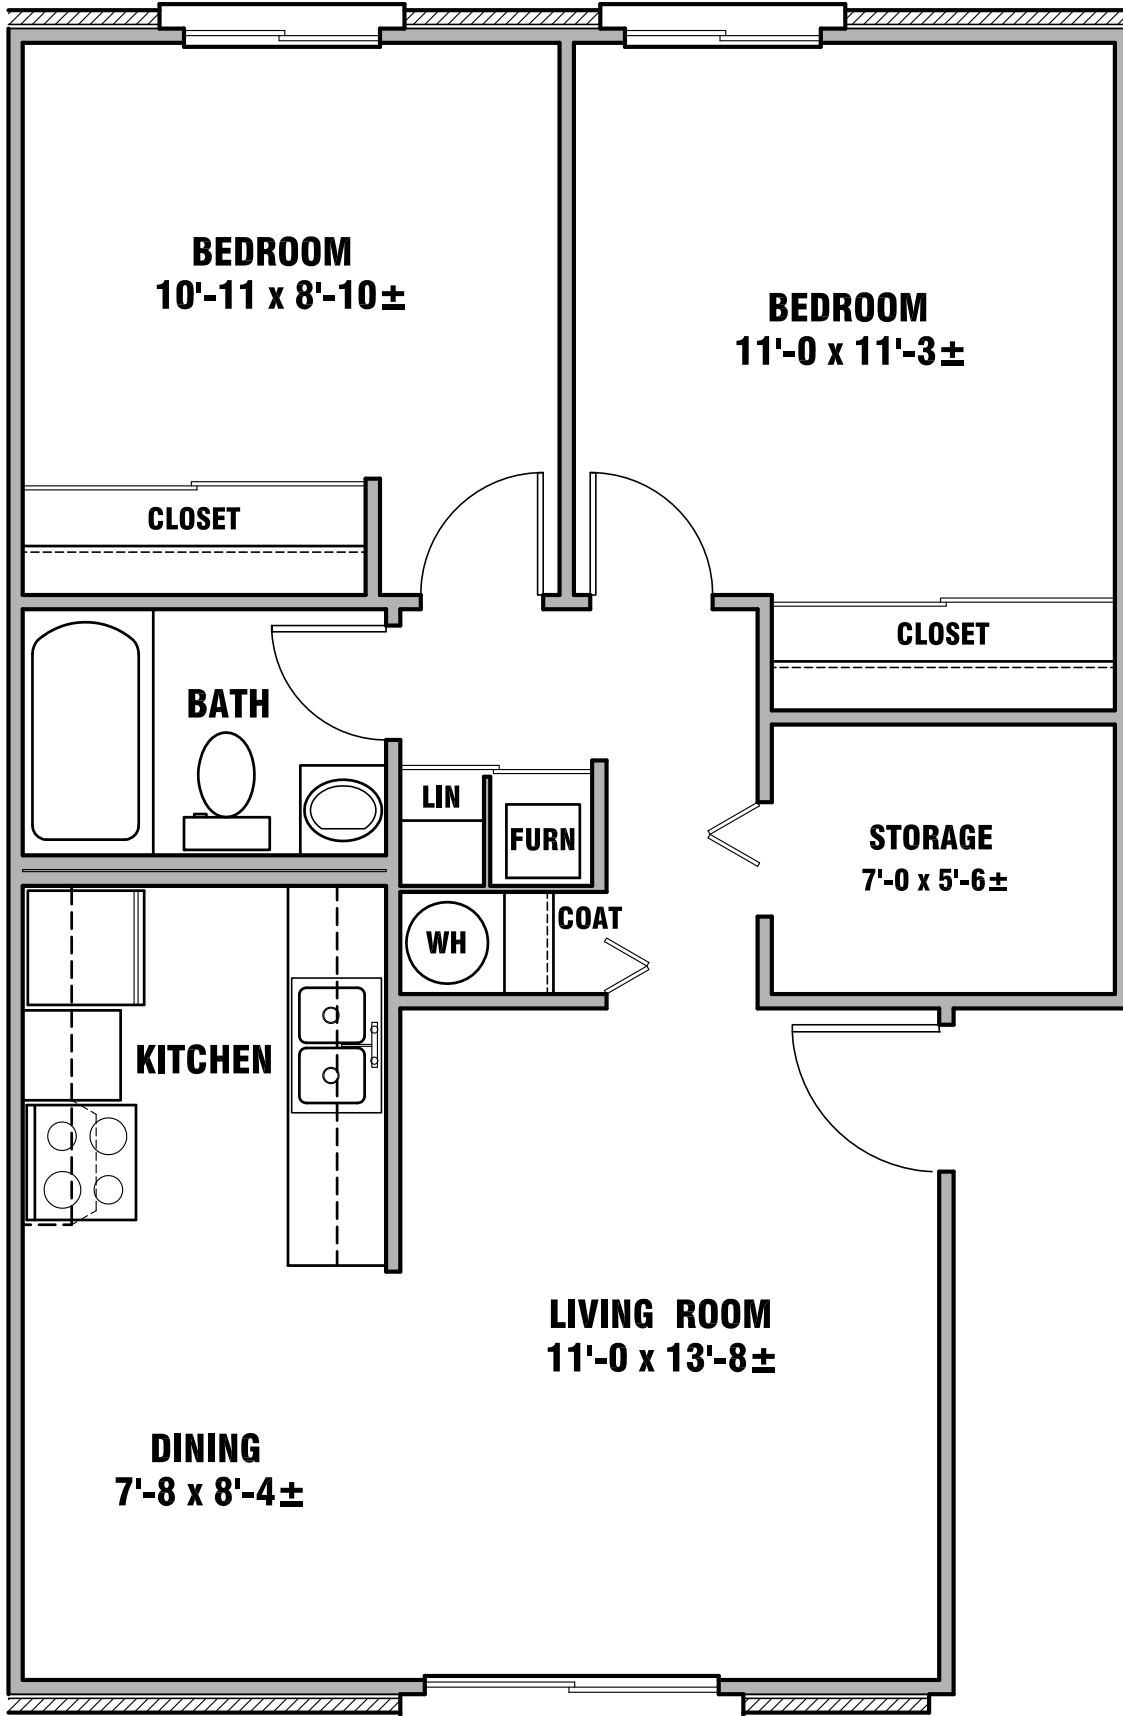 BEDROOM
10'-11 x 8'-10±
BEDROOM
11'-0 x 11'-3±
CLOSET
CLOSET
BATH
LIN
FURN
STORAGE
7'-0 x 5'-6±
COAT
WH
KITCHEN
LIVING ROOM
11'-0 x 13'-8±
DINING
7'-8 x 8'-4±